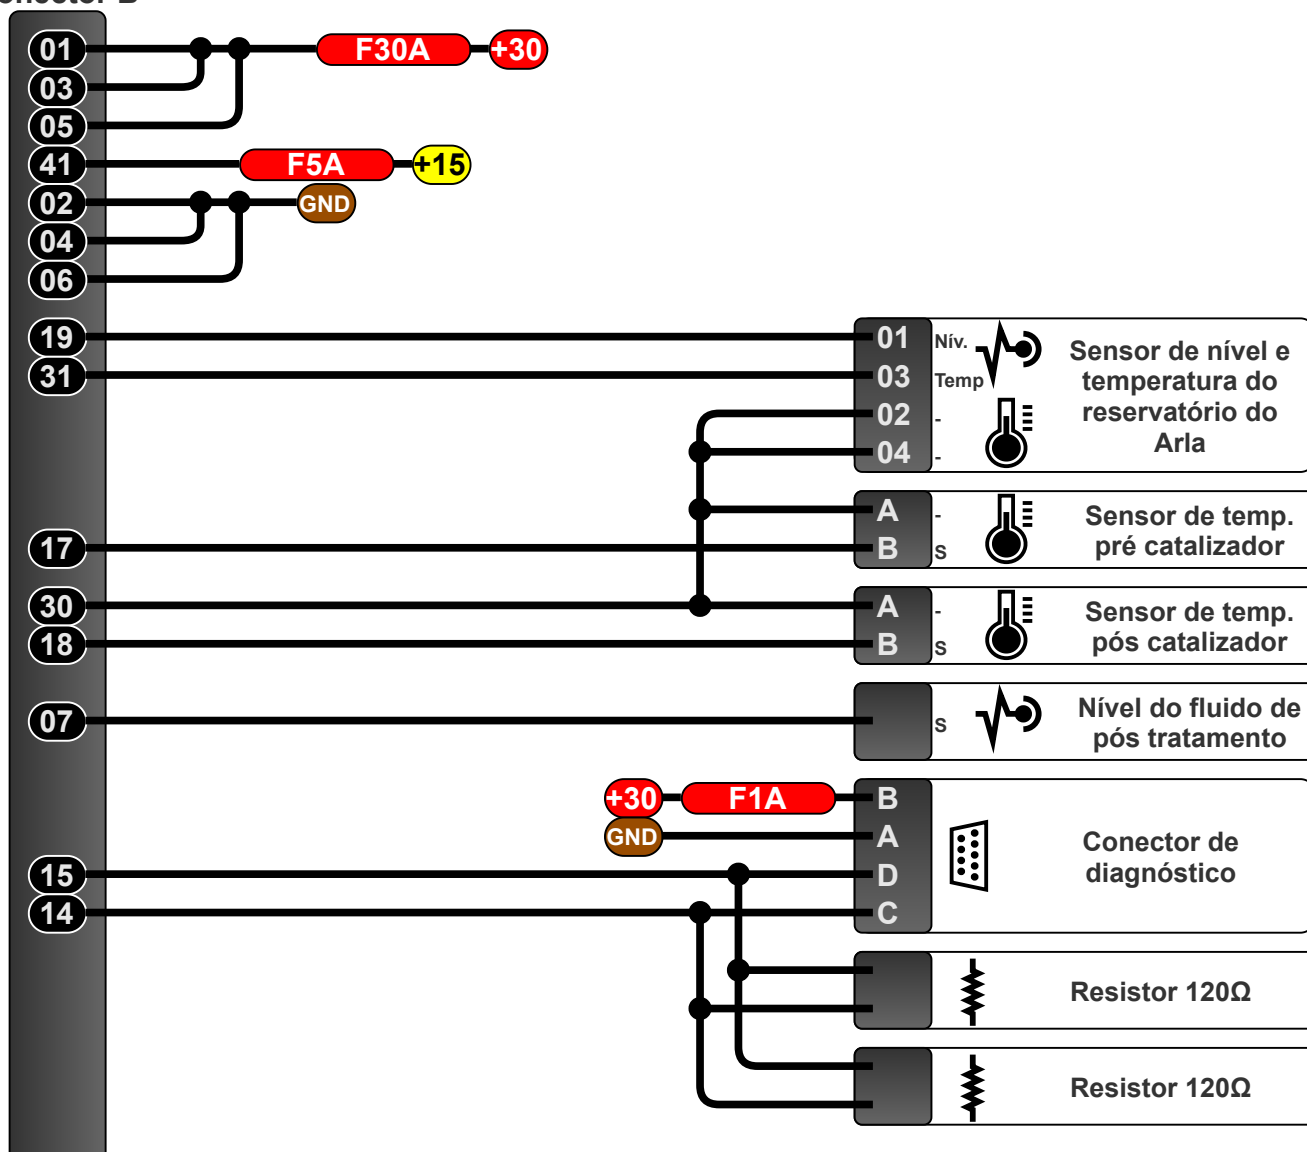 01 F30A +30
03
05
41 F5A +15
02 GND
04
06
19 01 Nív.
31 03 Temp
02 -
04 -
Sensor de nível e
temperatura do
reservatório do
Arla
A -
17 B S
Sensor de temp.
pré catalizador
30 A -
18 B S
Sensor de temp.
pós catalizador
07 S
Nível do fluido de
pós tratamento
+30 F1A B
GND A
15 D
14 C
Conector de
diagnóstico
Resistor 120Ω
Resistor 120Ω